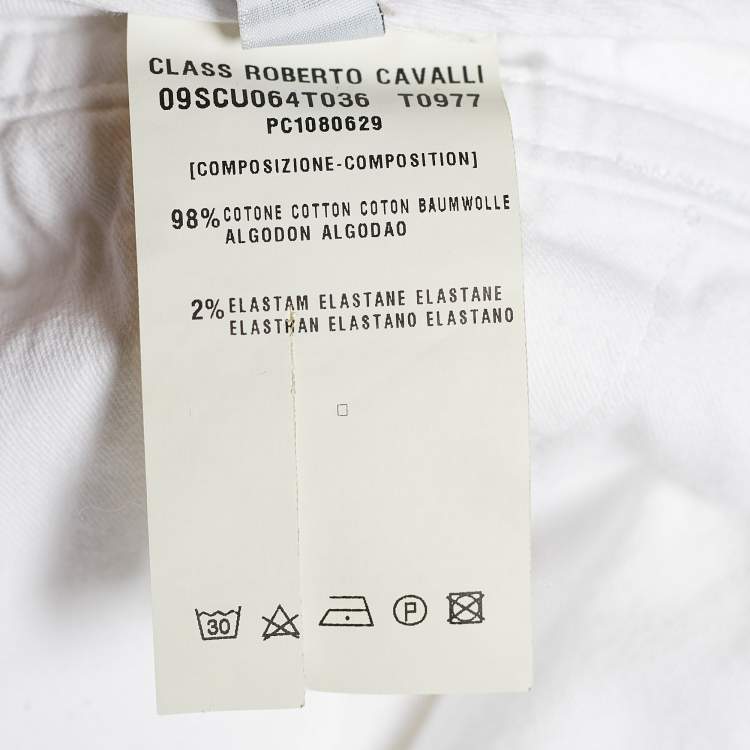 CLASS ROBERTO CAVALLI
09SCU064T036 T0977
PC1080629
[COMPOSIZIONE-COMPOSITION]
98% COTONE COTTON COTON BAUMWOLLE
ALGODON ALGODAO
2% ELASTAM ELASTANE ELASTANE
ELASTHAN ELASTANO ELASTANO
30 P